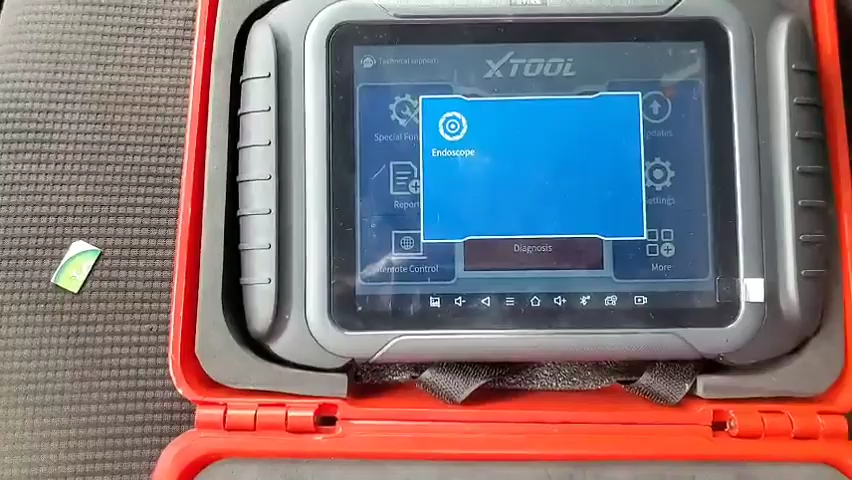 Technical support
XTOOL
Special Fun
Updates
Endoscope
Report
Settings
Remote Control
Diagnosis
More